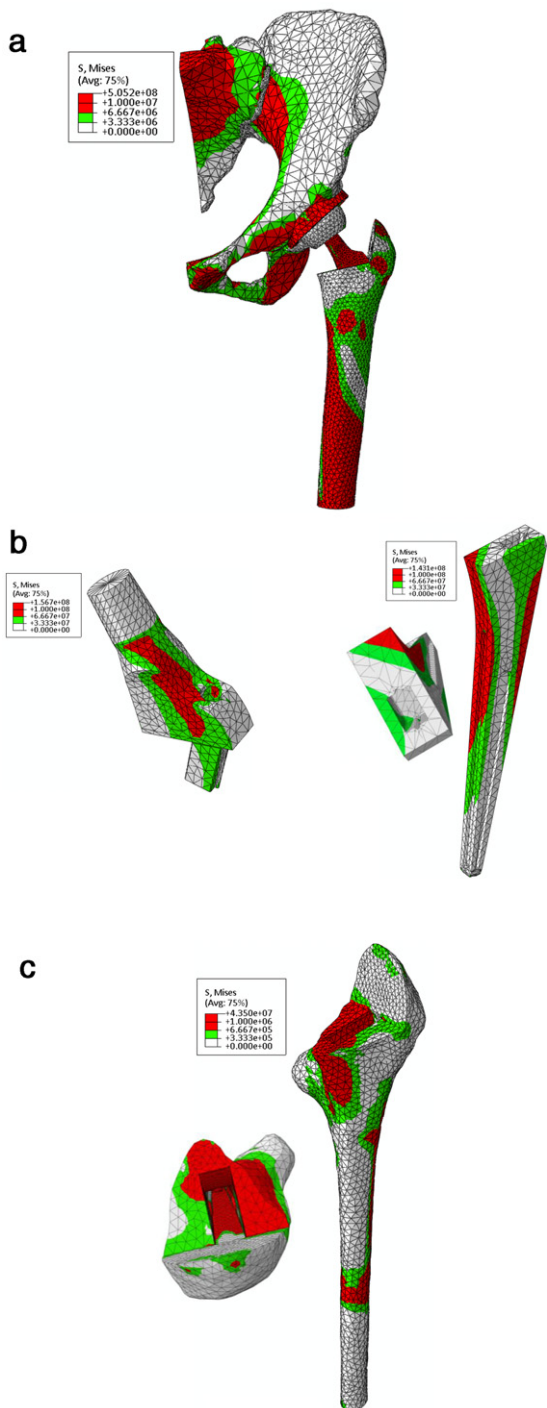 a
S, Mises
(Avg: 75%)
+5.052e+08
+1.000e+07
+6.667e+06
+3.333e+06
+0.000e+00
b
S, Mises
(Avg: 75%)
+1.567e+08
+1.000e+08
+6.667e+07
+3.333e+07
+0.000e+00
S, Mises
(Avg: 75%)
+1.431e+08
+1.000e+08
+6.667e+07
+3.333e+07
+0.000e+00
c
S, Mises
(Avg: 75%)
+4.350e+07
+1.000e+06
+6.667e+05
+3.333e+05
+0.000e+00